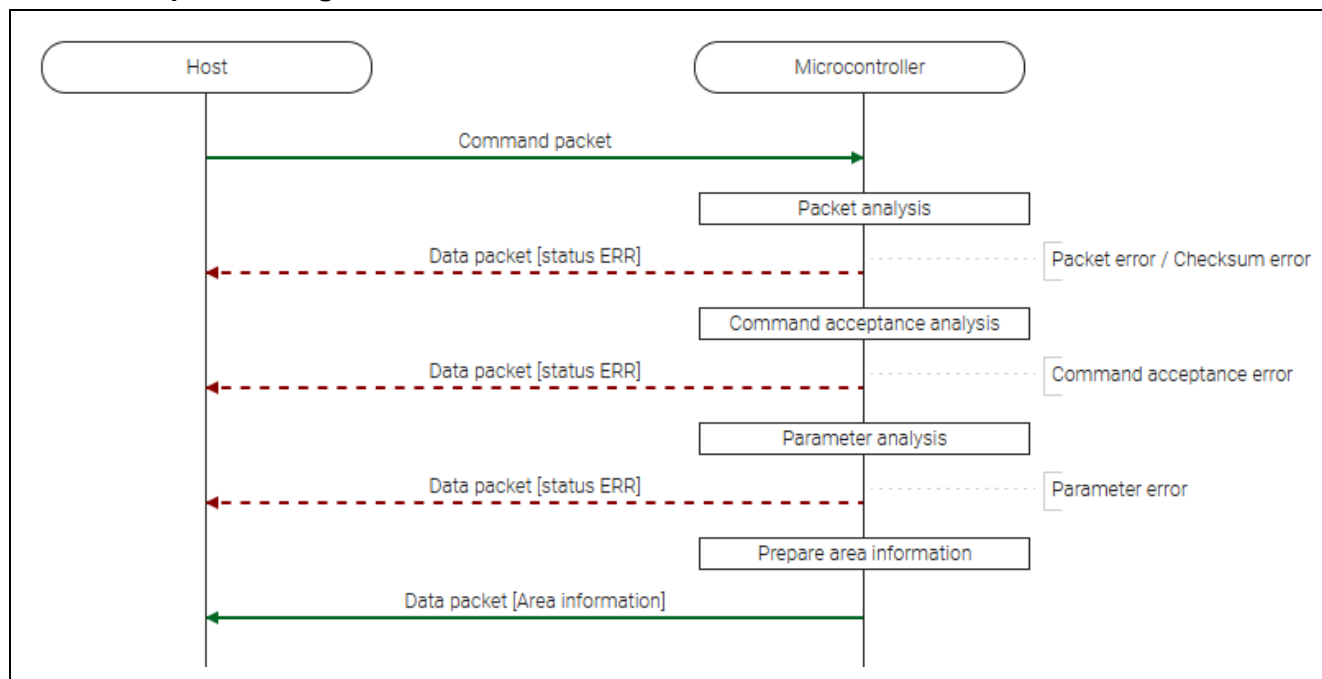 Host
Microcontroller
Command packet
Packet analysis
Data packet [status ERR]
Packet error / Checksum error
Command acceptance analysis
Data packet [status ERR]
Command acceptance error
Parameter analysis
Data packet [status ERR]
Parameter error
Prepare area information
Data packet [Area information]